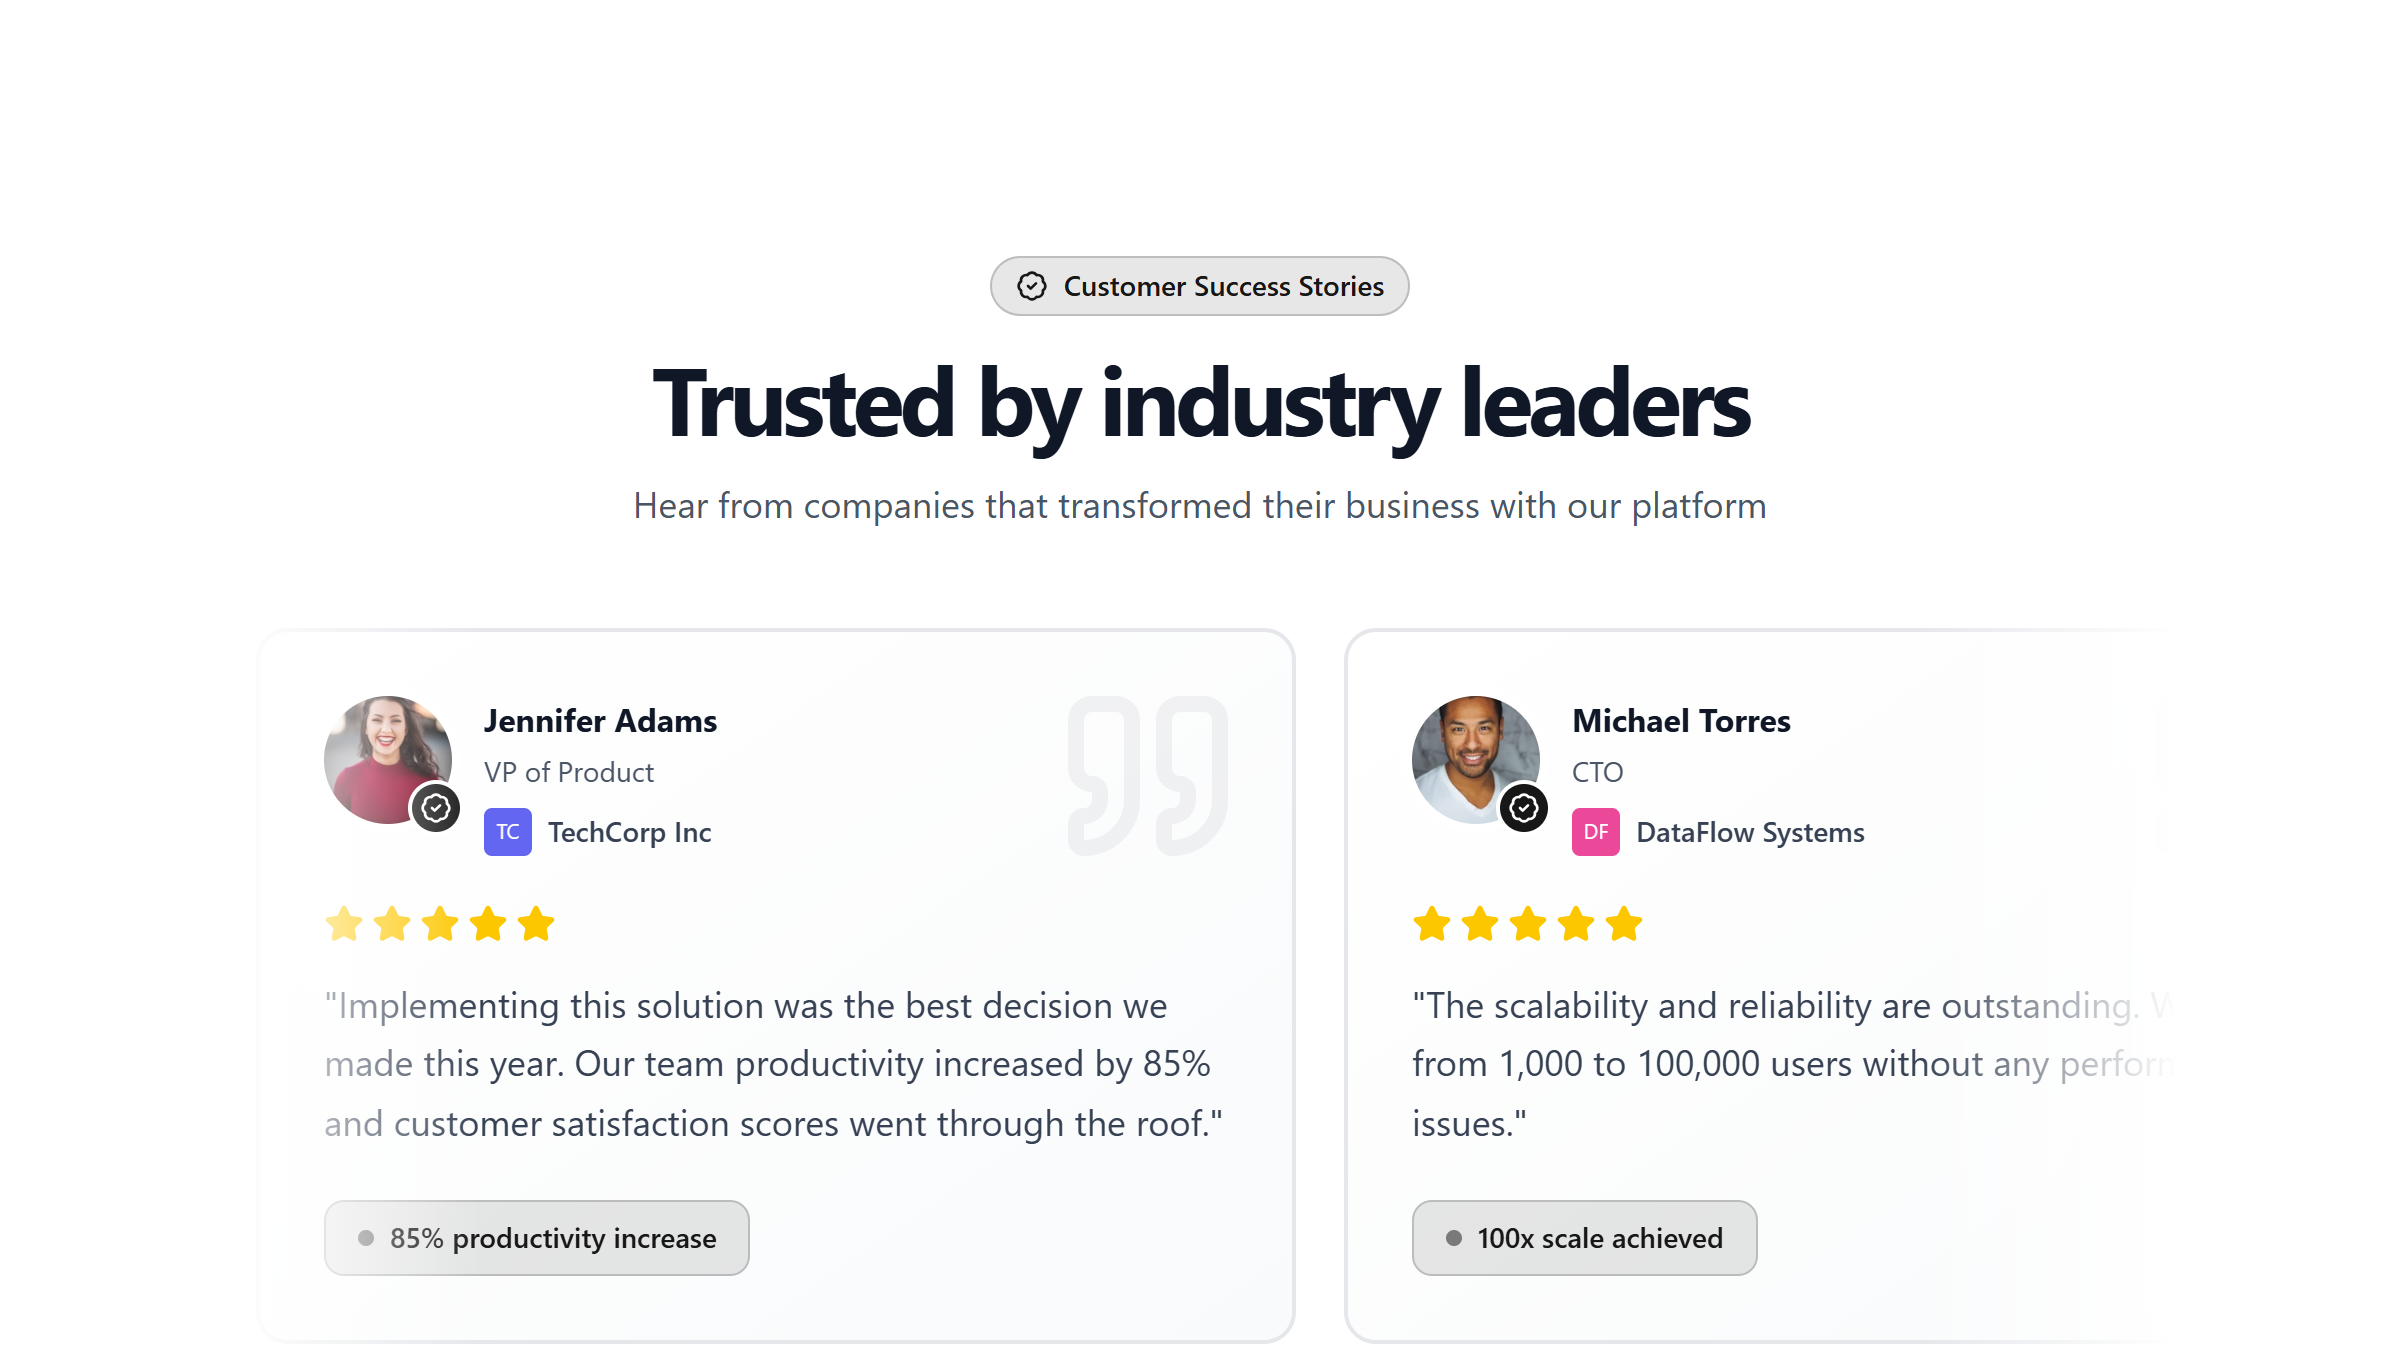 Customer Success Stories
Trusted by industry leaders
Hear from companies that transformed their business with our platform
Jennifer Adams
VP of Product
TC TechCorp Inc
"Implementing this solution was the best decision we
made this year. Our team productivity increased by 85%
and customer satisfaction scores went through the roof."
85% productivity increase
Michael Torres
CTO
DF DataFlow Systems
"The scalability and reliability are outstanding.
from 1,000 to 100,000 users without any
issues."
100x scale achieved